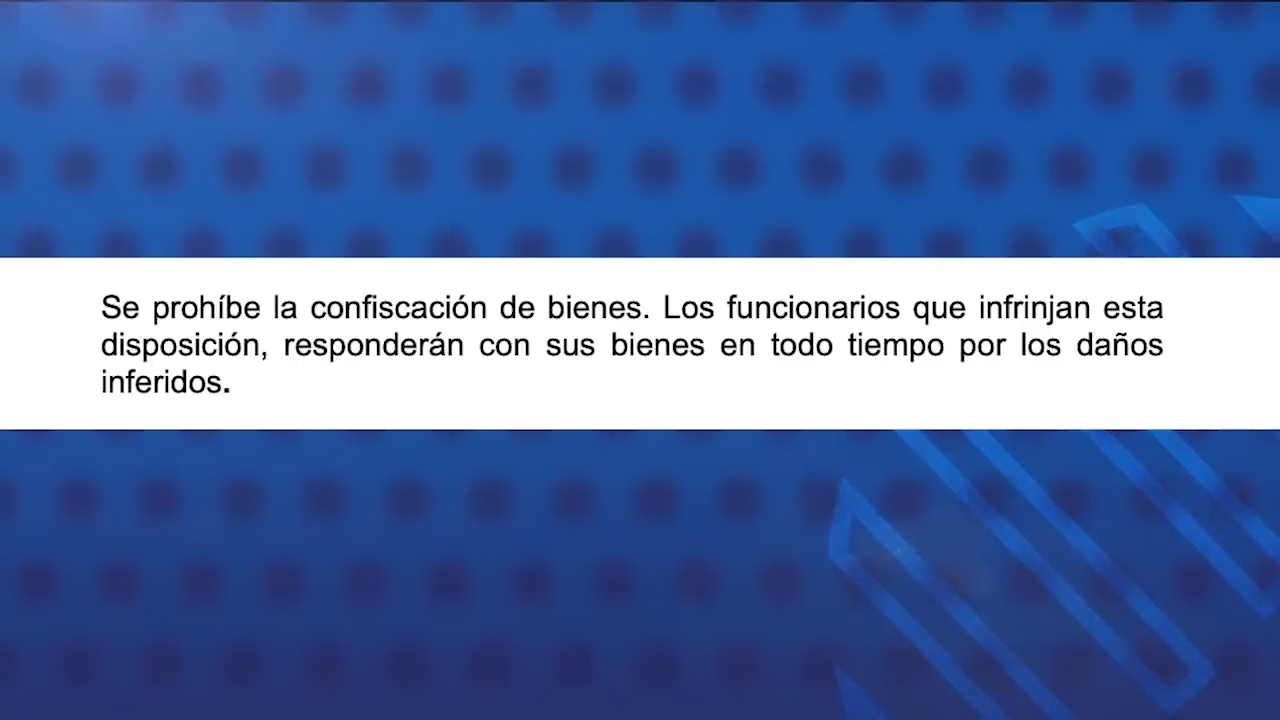 Se prohíbe la confiscación de bienes. Los funcionarios que infrinjan esta
disposición, responderán con sus bienes en todo tiempo por los daños
inferidos.